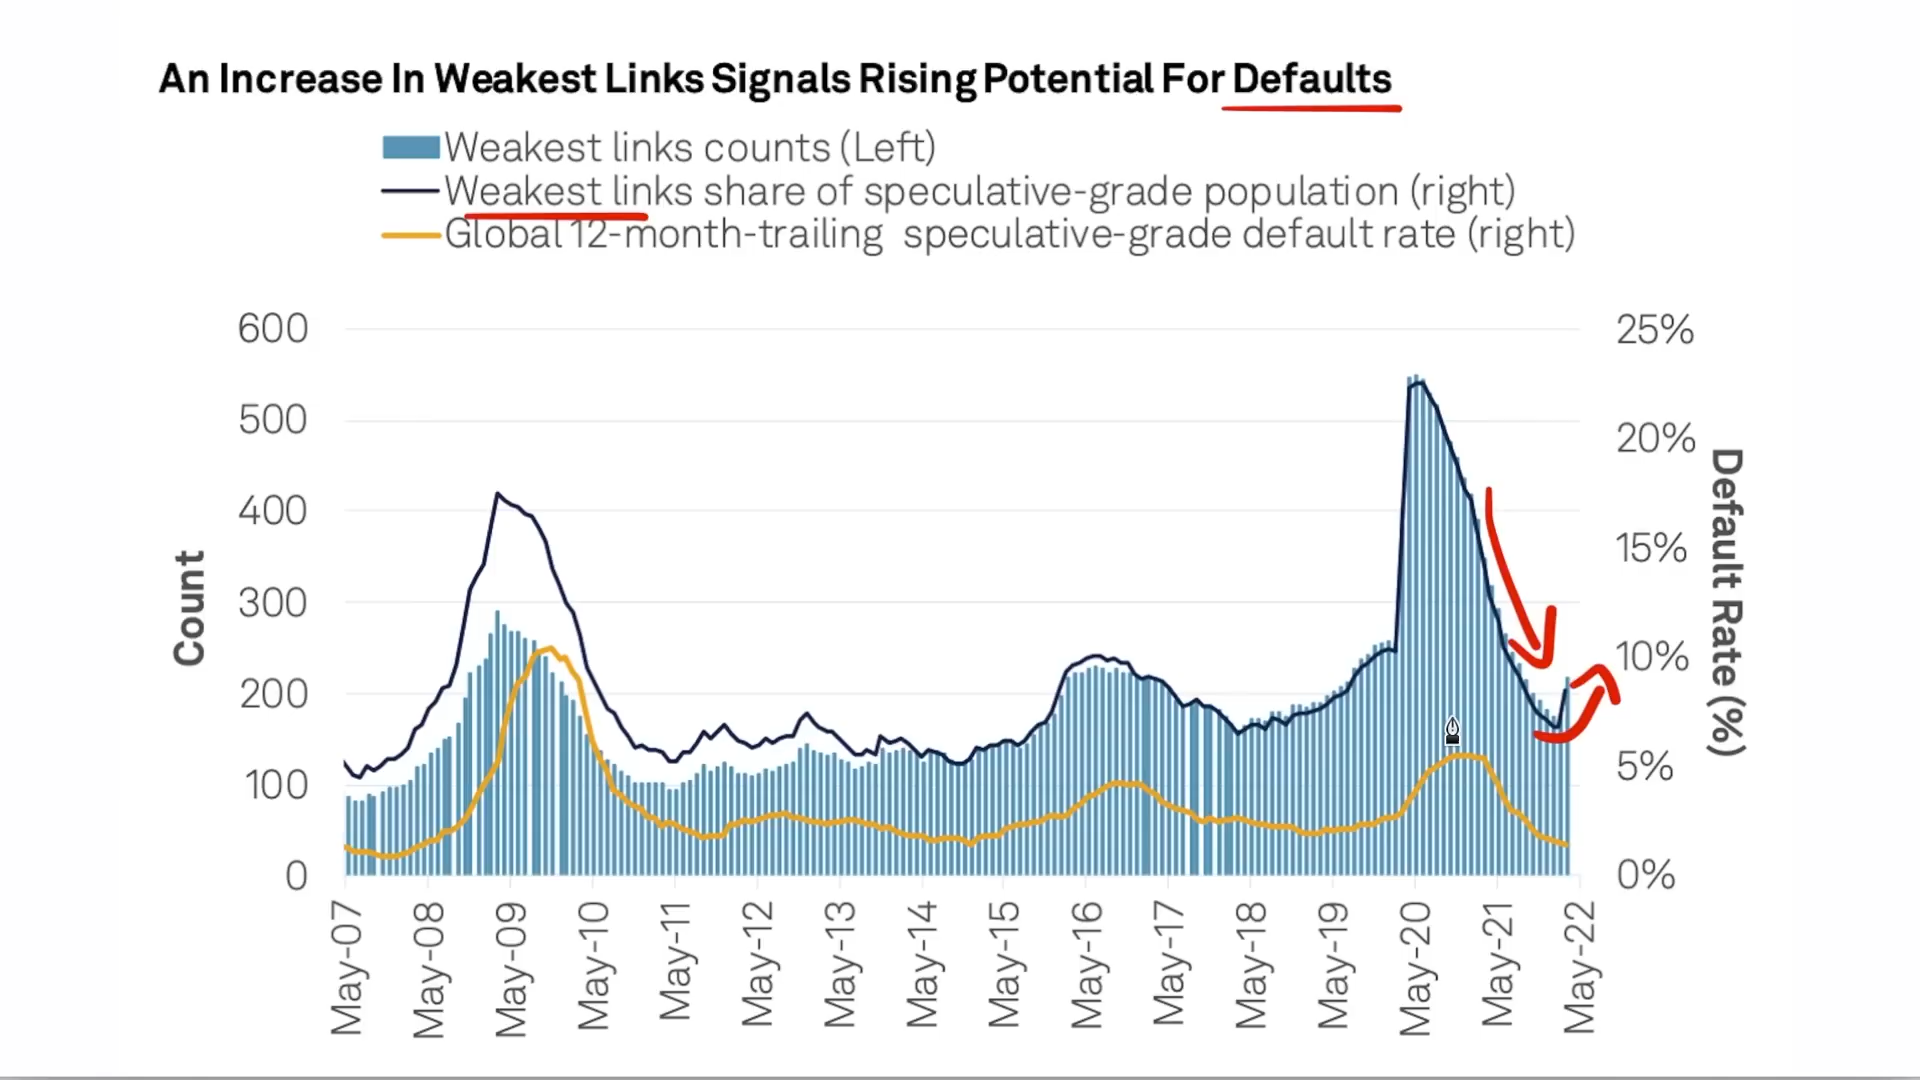 An Increase In Weakest Links Signals Rising Potential For Defaults
Weakest links counts (Left)
Weakest links share of speculative-grade population (right)
Global 12-month-trailing speculative-grade default rate (right)
600
500
400
300
200
100
0
Count
25%
20%
15%
10%
5%
0%
Default Rate (%)
May-07
May-08
May-09
May-10
May-11
May-12
May-13
May-14
May-15
May-16
May-17
May-18
May-19
May-20
May-21
May-22